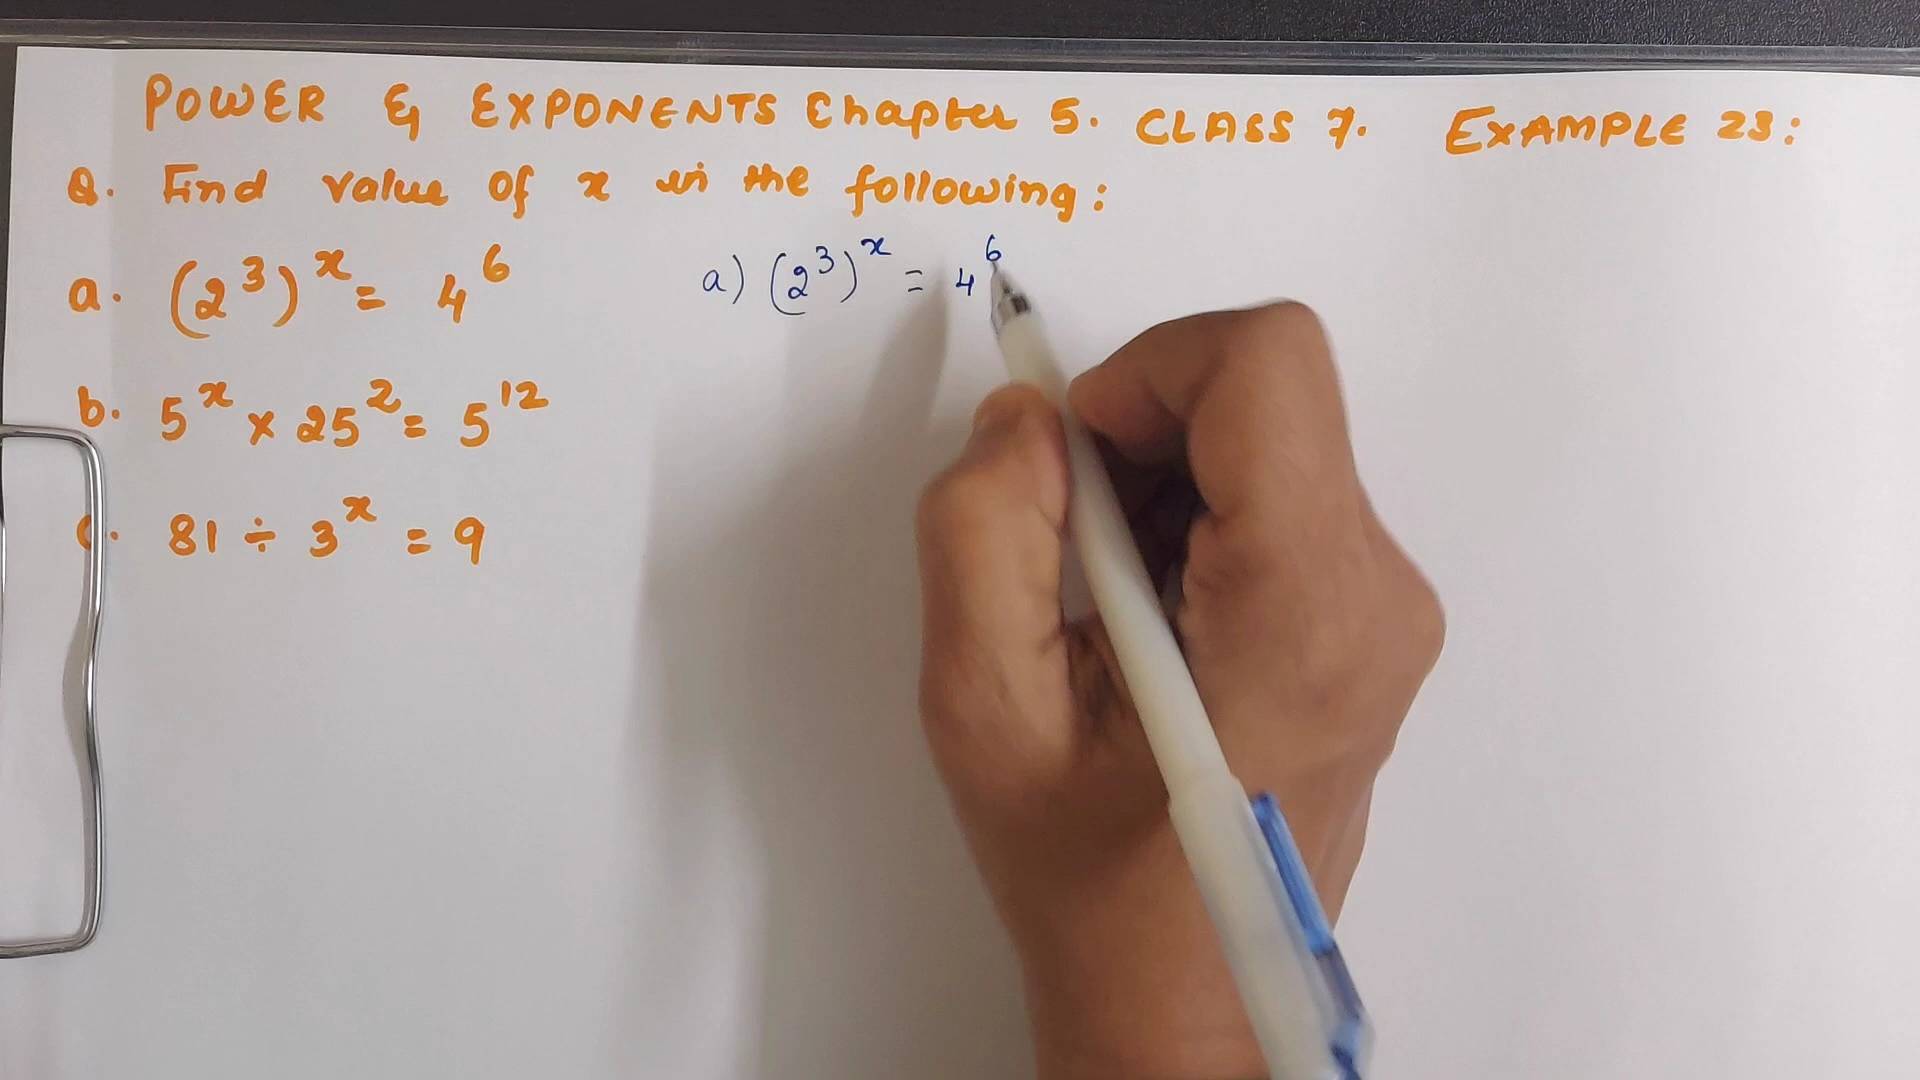 POWER & EXPONENTS Chapter 5. CLASS 7. EXAMPLE 23:
Q. Find value of x in the following:
a. (2³)ˣ = 4⁶
a) (2³)ˣ = 4⁶
b. 5ˣ × 25² = 5¹²
c. 81 ÷ 3ˣ = 9